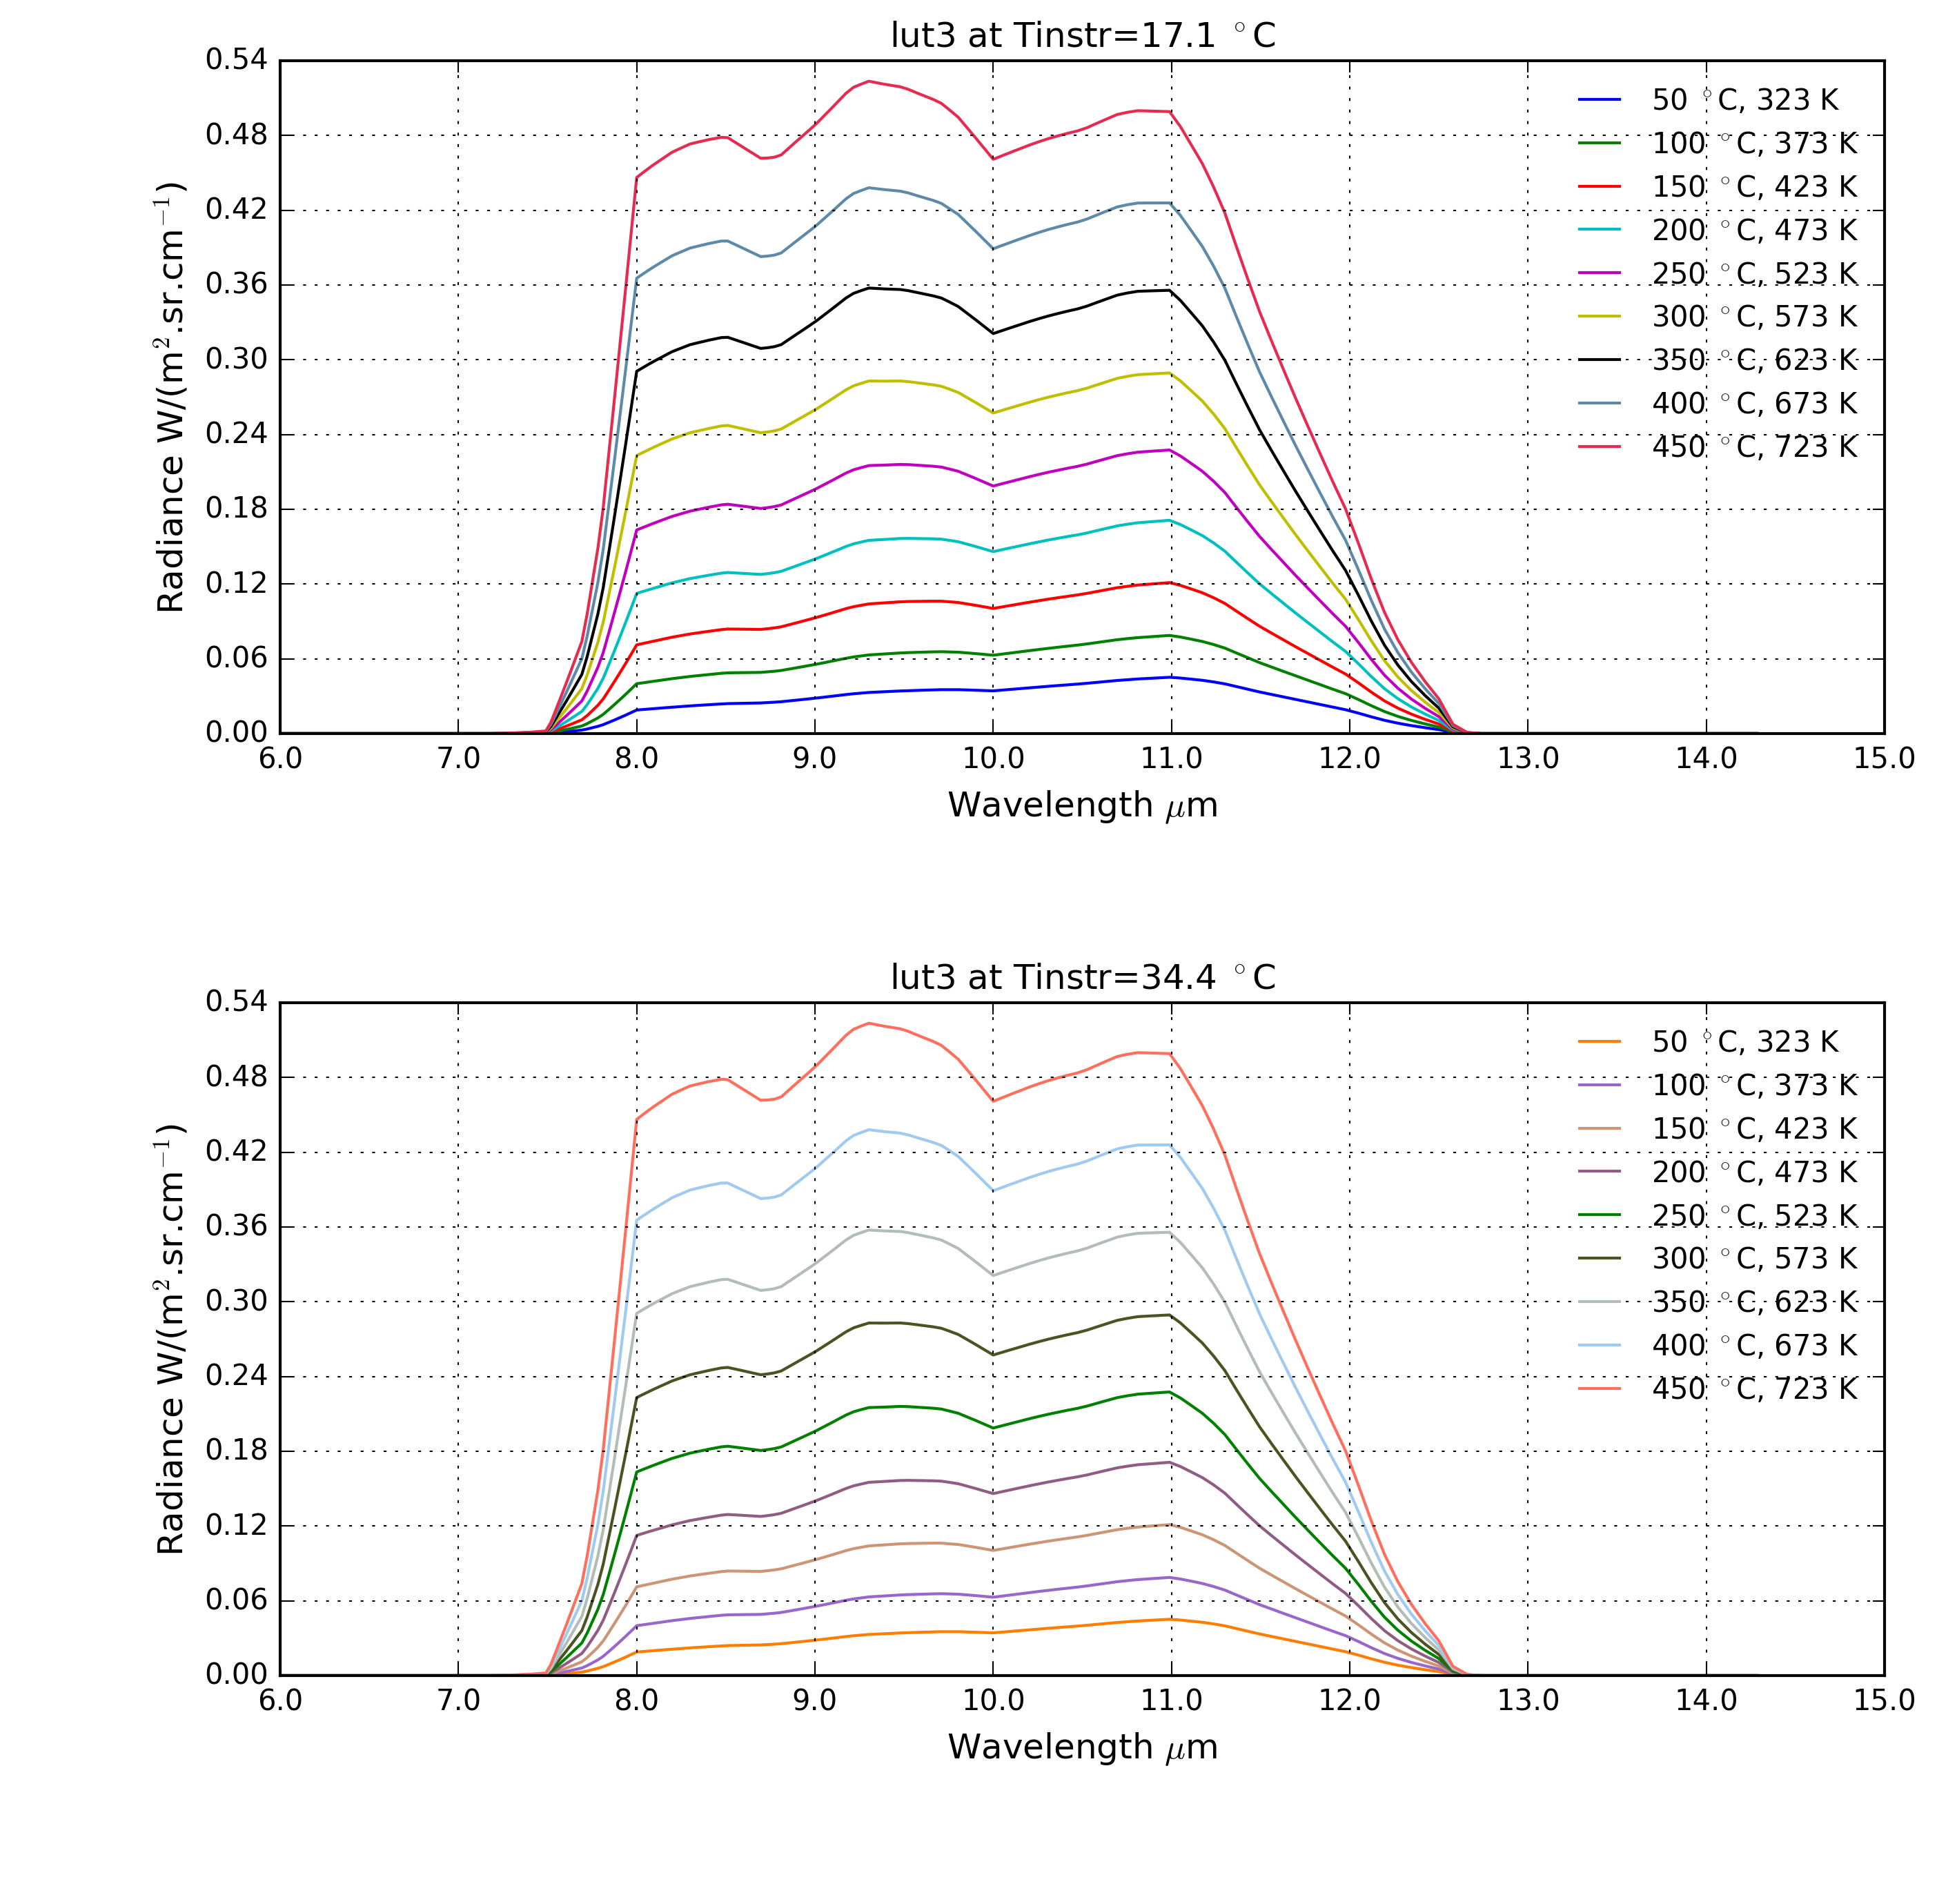 lut3 at Tinstr=17.1 °C
0.54
0.48
0.42
0.36
0.30
0.24
0.18
0.12
0.06
0.00
Radiance W/(m².sr.cm⁻¹)
50 °C, 323 K
100 °C, 373 K
150 °C, 423 K
200 °C, 473 K
250 °C, 523 K
300 °C, 573 K
350 °C, 623 K
400 °C, 673 K
450 °C, 723 K
6.0 7.0 8.0 9.0 10.0 11.0 12.0 13.0 14.0 15.0
Wavelength μm
lut3 at Tinstr=34.4 °C
0.54
0.48
0.42
0.36
0.30
0.24
0.18
0.12
0.06
0.00
Radiance W/(m².sr.cm⁻¹)
50 °C, 323 K
100 °C, 373 K
150 °C, 423 K
200 °C, 473 K
250 °C, 523 K
300 °C, 573 K
350 °C, 623 K
400 °C, 673 K
450 °C, 723 K
6.0 7.0 8.0 9.0 10.0 11.0 12.0 13.0 14.0 15.0
Wavelength μm